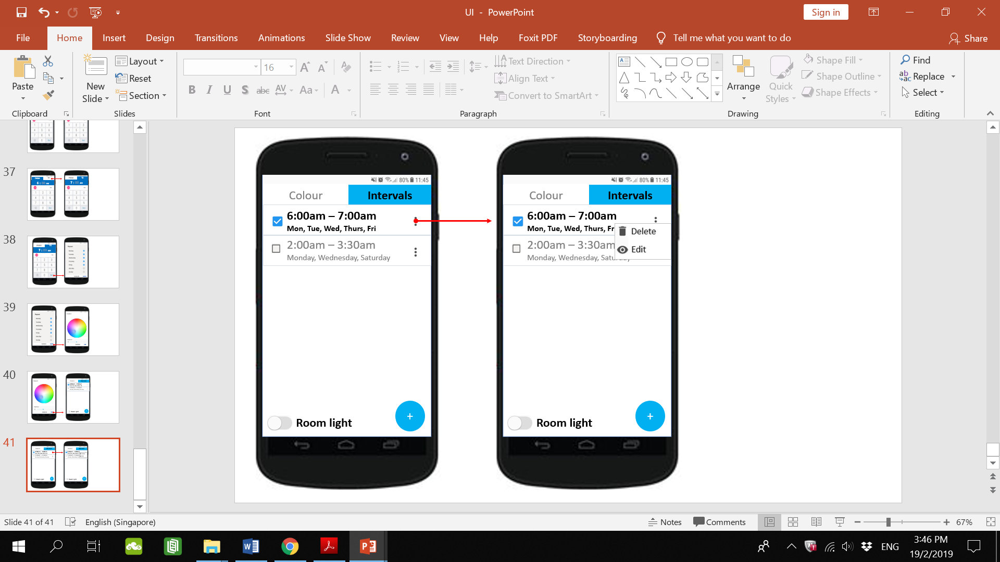 UI - PowerPoint
Sign in
File Home Insert Design Transitions Animations Slide Show Review View Help Foxit PDF Storyboarding Tell me what you want to do Share
Paste
New Slide
Layout
Reset
Section
16
B I U S abc AV Aa A
Text Direction
Align Text
Convert to SmartArt
Arrange
Quick Styles
Shape Fill
Shape Outline
Shape Effects
Find
Replace
Select
Clipboard Slides Font Paragraph Drawing Editing
37
38
39
40
41
80% 11:45
Colour Intervals
6:00am – 7:00am
Mon, Tue, Wed, Thurs, Fri
2:00am – 3:30am
Monday, Wednesday, Saturday
Room light
+
80% 11:45
Colour Intervals
6:00am – 7:00am
Mon, Tue, Wed, Thurs, Fr
Delete
2:00am – 3:30am
Edit
Monday, Wednesday,
Room light
+
Slide 41 of 41 English (Singapore) Notes Comments 67%
ENG
3:46 PM
19/2/2019